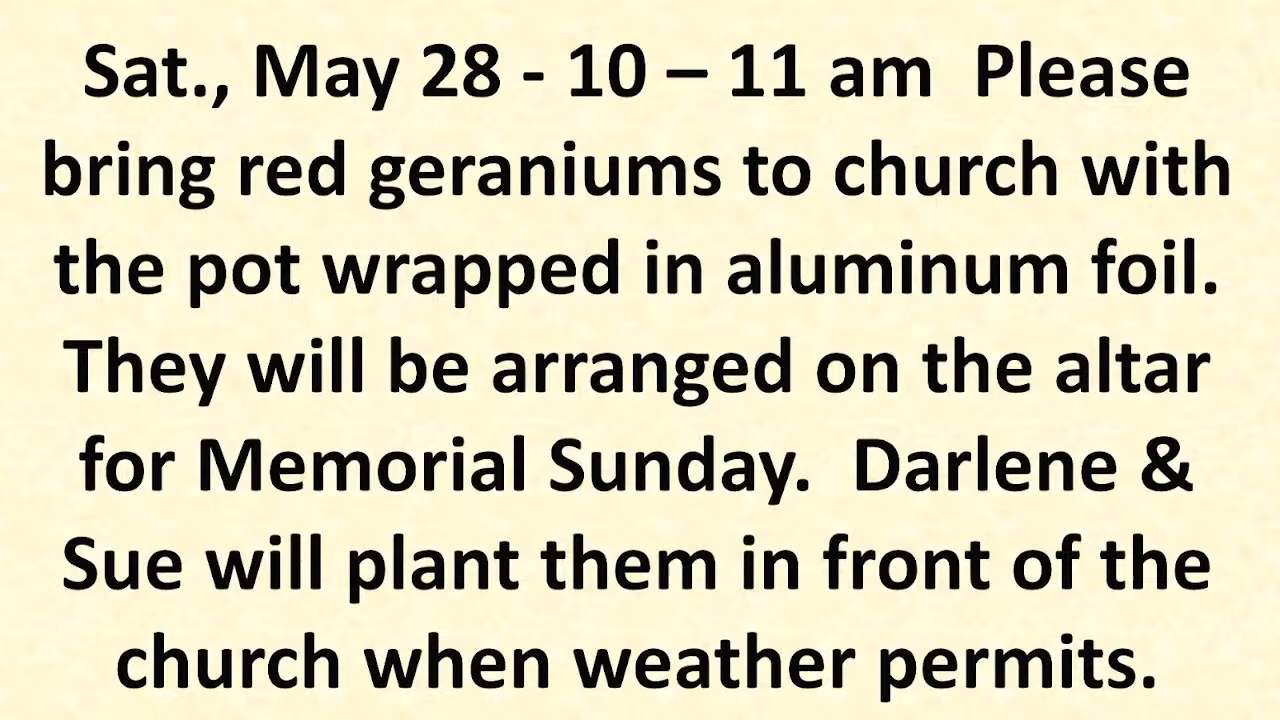 Sat., May 28 - 10 – 11 am  Please
bring red geraniums to church with
the pot wrapped in aluminum foil.
They will be arranged on the altar
for Memorial Sunday.  Darlene &
Sue will plant them in front of the
church when weather permits.